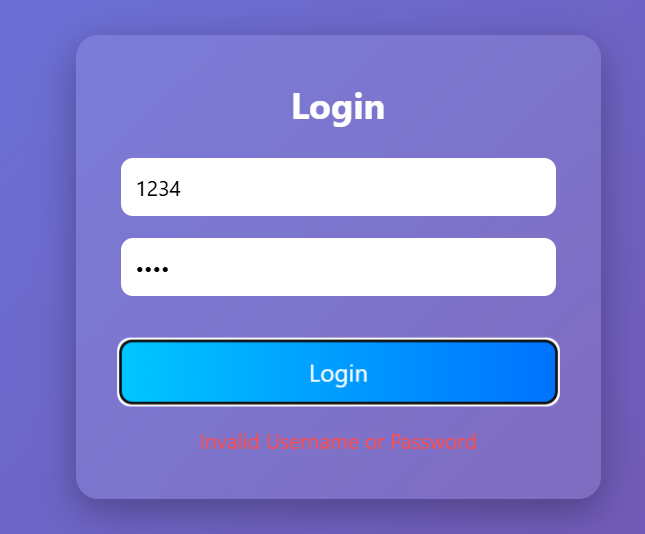 Login
1234
••••
Login
Invalid Username or Password